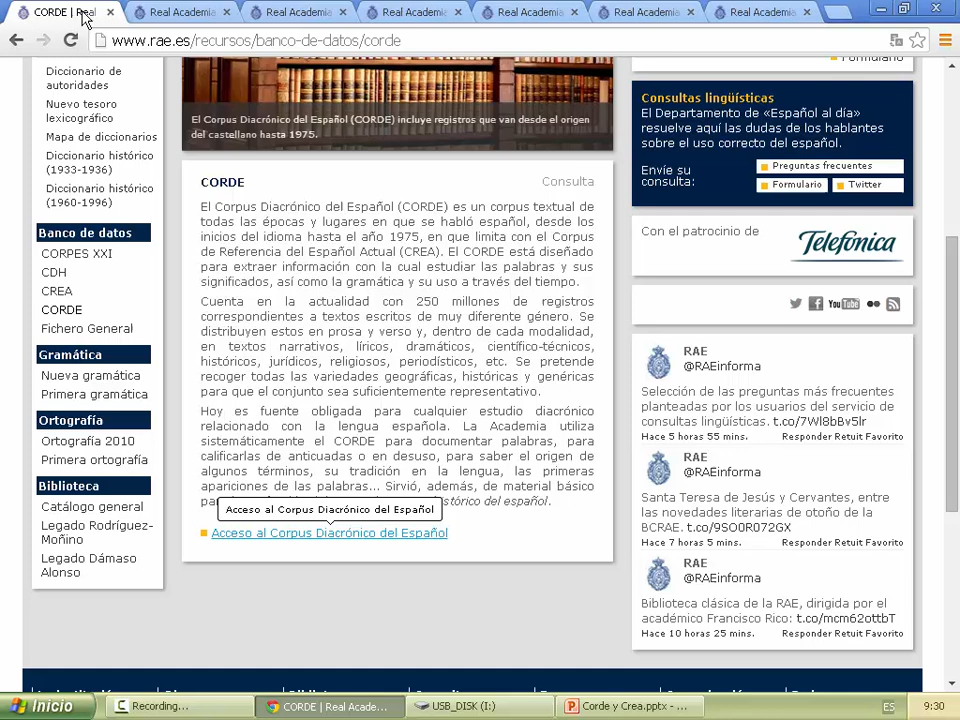 CORDE | Real
Real Academia
Real Academia
Real Academia
Real Academia
Real Academia
Real Academia
www.rae.es/recursos/banco-de-datos/corde
Diccionario de
autoridades
Nuevo tesoro
lexicográfico
Mapa de diccionarios
Diccionario histórico
(1933-1936)
Diccionario histórico
(1960-1996)
Banco de datos
CORPES XXI
CDH
CREA
CORDE
Fichero General
Gramática
Nueva gramática
Primera gramática
Ortografía
Ortografía 2010
Primera ortografía
Biblioteca
Catálogo general
Legado Rodríguez-
Moñino
Legado Dámaso
Alonso
El Corpus Diacrónico del Español (CORDE) incluye registros que van desde el origen
del castellano hasta 1975.
CORDE
Consulta
El Corpus Diacrónico del Español (CORDE) es un corpus textual de
todas las épocas y lugares en que se habló español, desde los
inicios del idioma hasta el año 1975, en que limita con el Corpus
de Referencia del Español Actual (CREA). El CORDE está diseñado
para extraer información con la cual estudiar las palabras y sus
significados, así como la gramática y su uso a través del tiempo.
Cuenta en la actualidad con 250 millones de registros
correspondientes a textos escritos de muy diferente género. Se
distribuyen estos en prosa y verso y, dentro de cada modalidad,
en textos narrativos, líricos, dramáticos, científico-técnicos,
históricos, jurídicos, religiosos, periodísticos, etc. Se pretende
recoger todas las variedades geográficas, históricas y genéricas
para que el conjunto sea suficientemente representativo.
Hoy es fuente obligada para cualquier estudio diacrónico
relacionado con la lengua española. La Academia utiliza
sistemáticamente el CORDE para documentar palabras, para
calificarlas de anticuadas o en desuso, para saber el origen de
algunos términos, su tradición en la lengua, las primeras
apariciones de las palabras... Sirvió, además, de material básico
histórico del español.
Acceso al Corpus Diacrónico del Español
Acceso al Corpus Diacrónico del Español
Formulario
Consultas lingüísticas
El Departamento de «Español al día»
resuelve aquí las dudas de los hablantes
sobre el uso correcto del español.
Envíe su
consulta:
Preguntas frecuentes
Formulario
Twitter
Con el patrocinio de
Telefónica
You Tube
RAE
@RAEinforma
Selección de las preguntas más frecuentes
planteadas por los usuarios del servicio de
consultas lingüísticas. t.co/7Wl8bBv5lr
Hace 5 horas 55 mins. Responder Retuit Favorito
RAE
@RAEinforma
Santa Teresa de Jesús y Cervantes, entre
las novedades literarias de otoño de la
BCRAE. t.co/9SO0R072GX
Hace 7 horas 5 mins. Responder Retuit Favorito
RAE
@RAEinforma
Biblioteca clásica de la RAE, dirigida por el
académico Francisco Rico: t.co/mcm62ottbT
Hace 10 horas 25 mins. Responder Retuit Favorito
Inicio
Recording...
CORDE | Real Acade...
USB_DISK (I:)
Corde y Crea.pptx - ...
ES
9:30